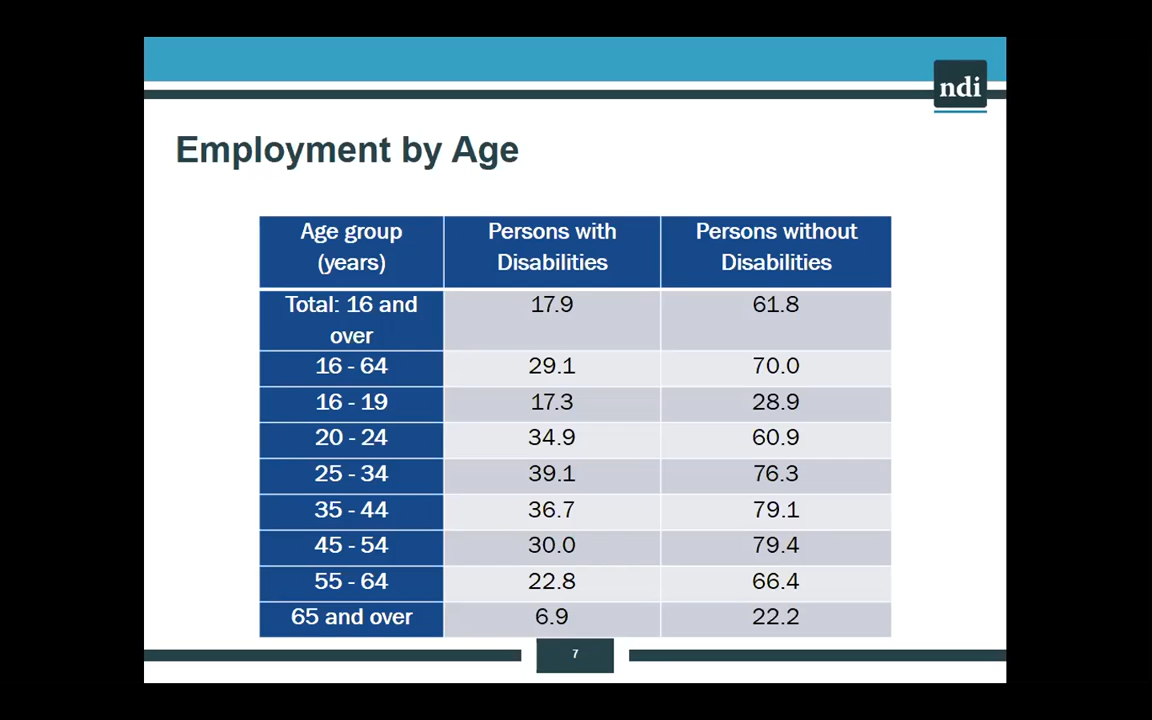 ndi
Employment by Age
Age group Persons with Persons without
(years) Disabilities Disabilities
Total: 16 and 17.9 61.8
over
16 - 64 29.1 70.0
16 - 19 17.3 28.9
20 - 24 34.9 60.9
25 - 34 39.1 76.3
35 - 44 36.7 79.1
45 - 54 30.0 79.4
55 - 64 22.8 66.4
65 and over 6.9 22.2
7